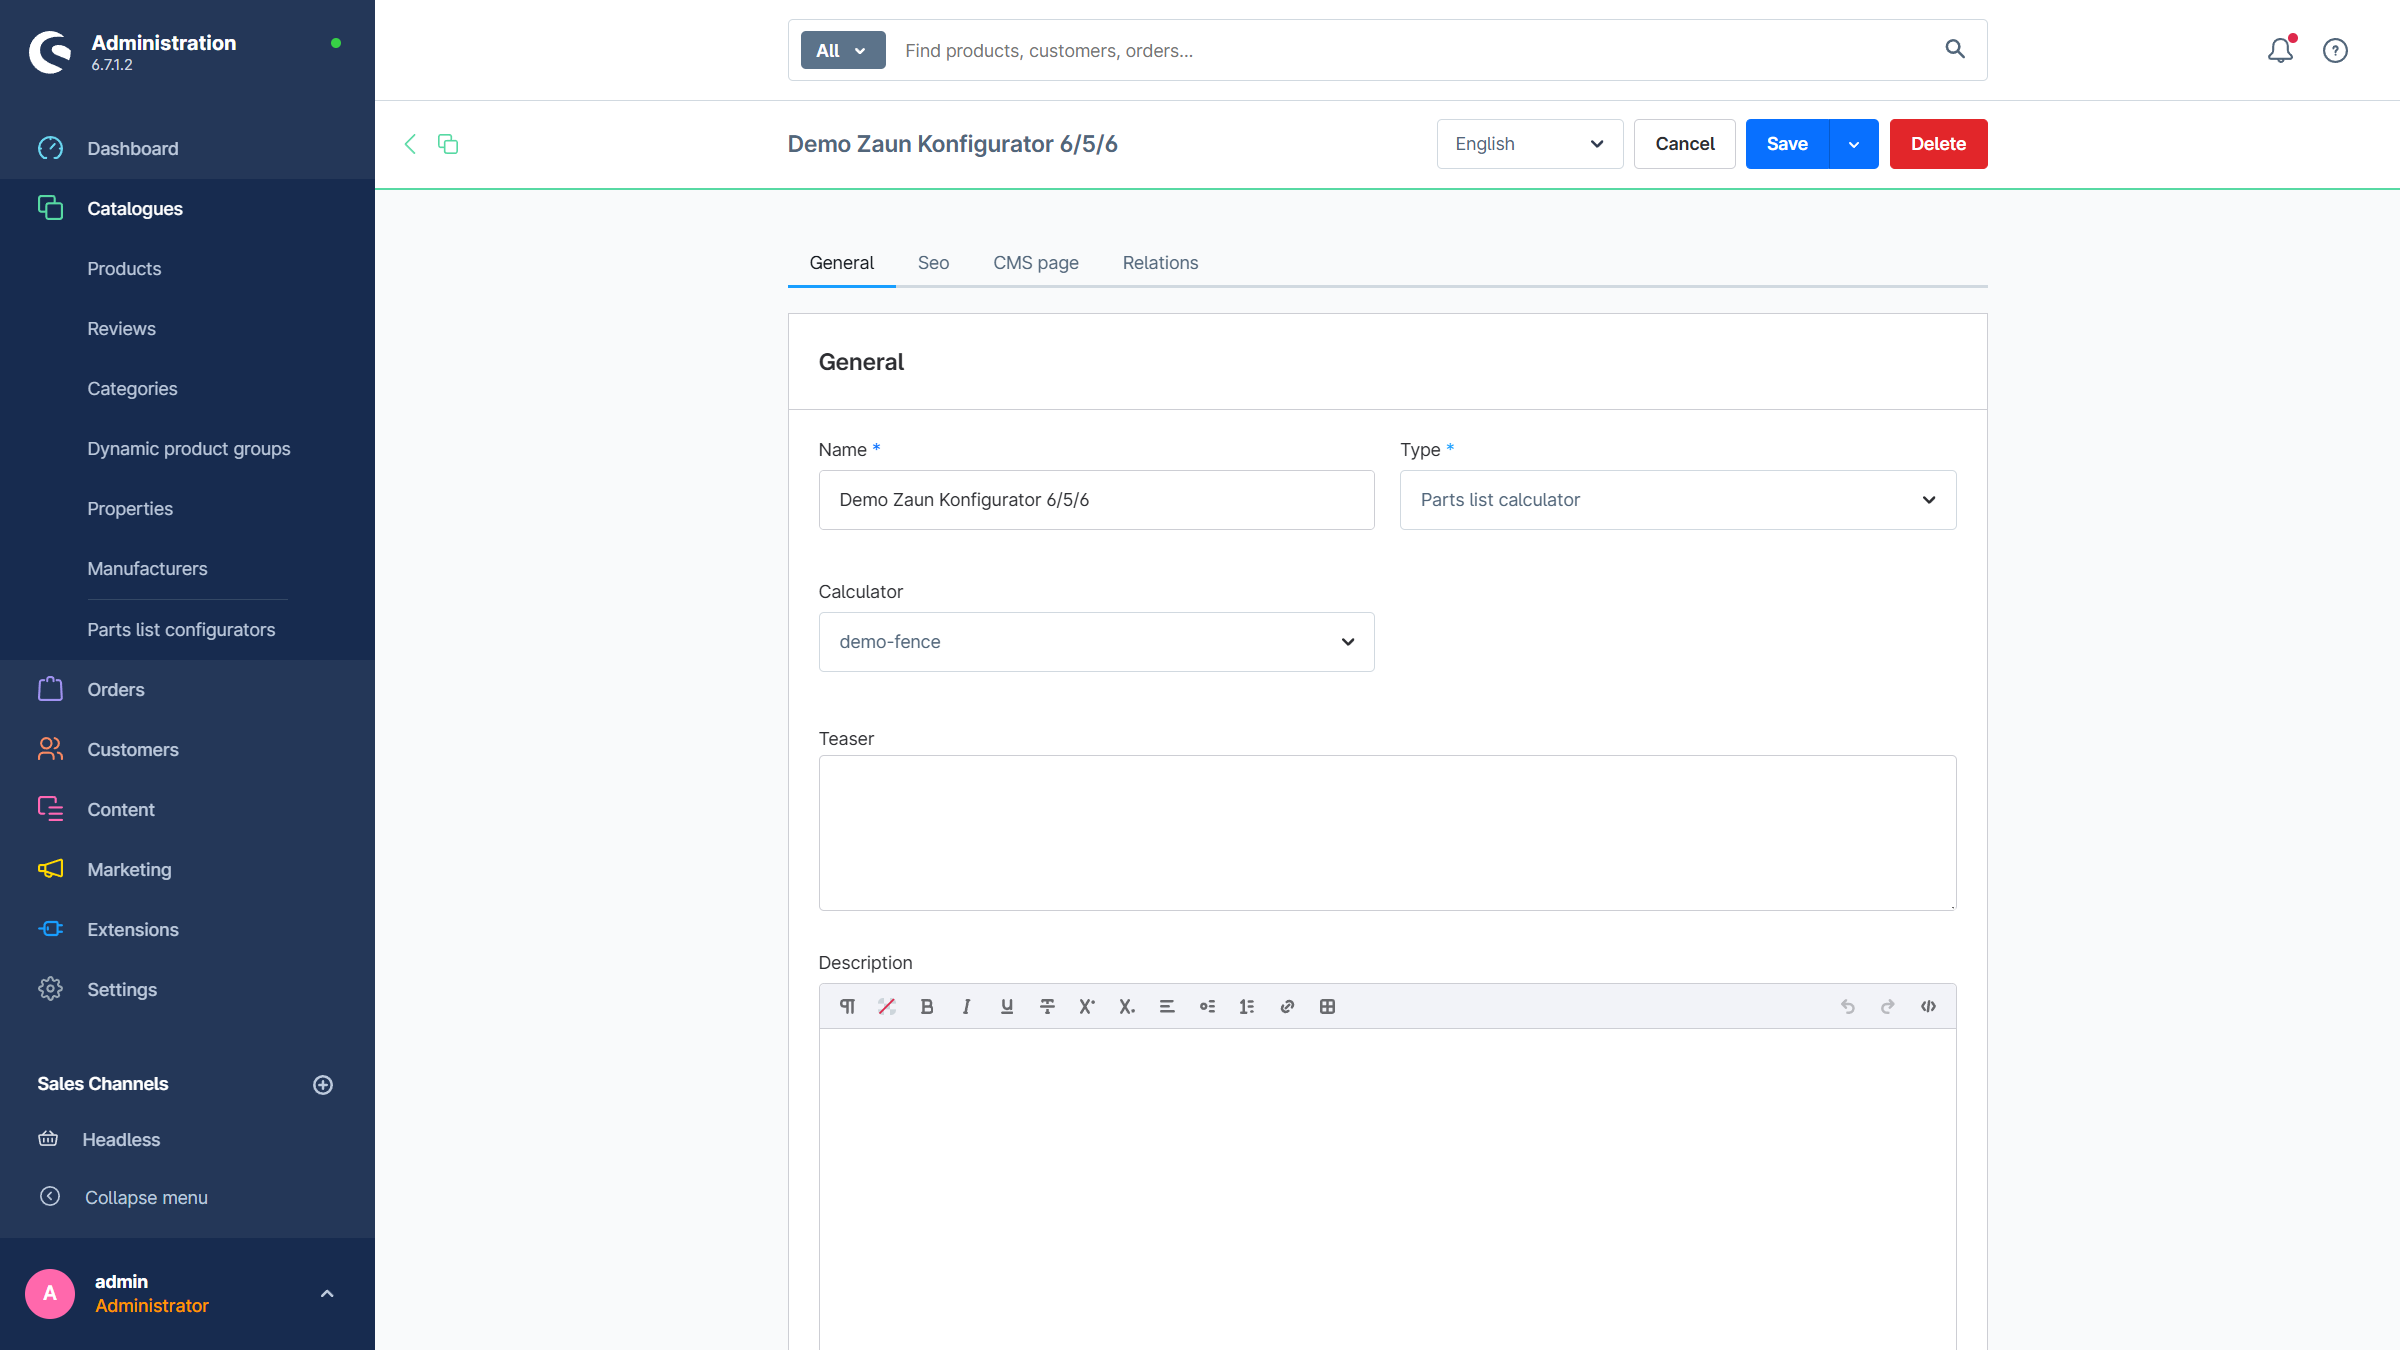 Administration
6.7.1.2
Dashboard
Catalogues
Products
Reviews
Categories
Dynamic product groups
Properties
Manufacturers
Parts list configurators
Orders
Customers
Content
Marketing
Extensions
Settings
Sales Channels
Headless
Collapse menu
A
admin
Administrator
All
Find products, customers, orders...
Demo Zaun Konfigurator 6/5/6
English
Cancel
Save
Delete
General
Seo
CMS page
Relations
General
Name *
Type *
Demo Zaun Konfigurator 6/5/6
Parts list calculator
Calculator
demo-fence
Teaser
Description